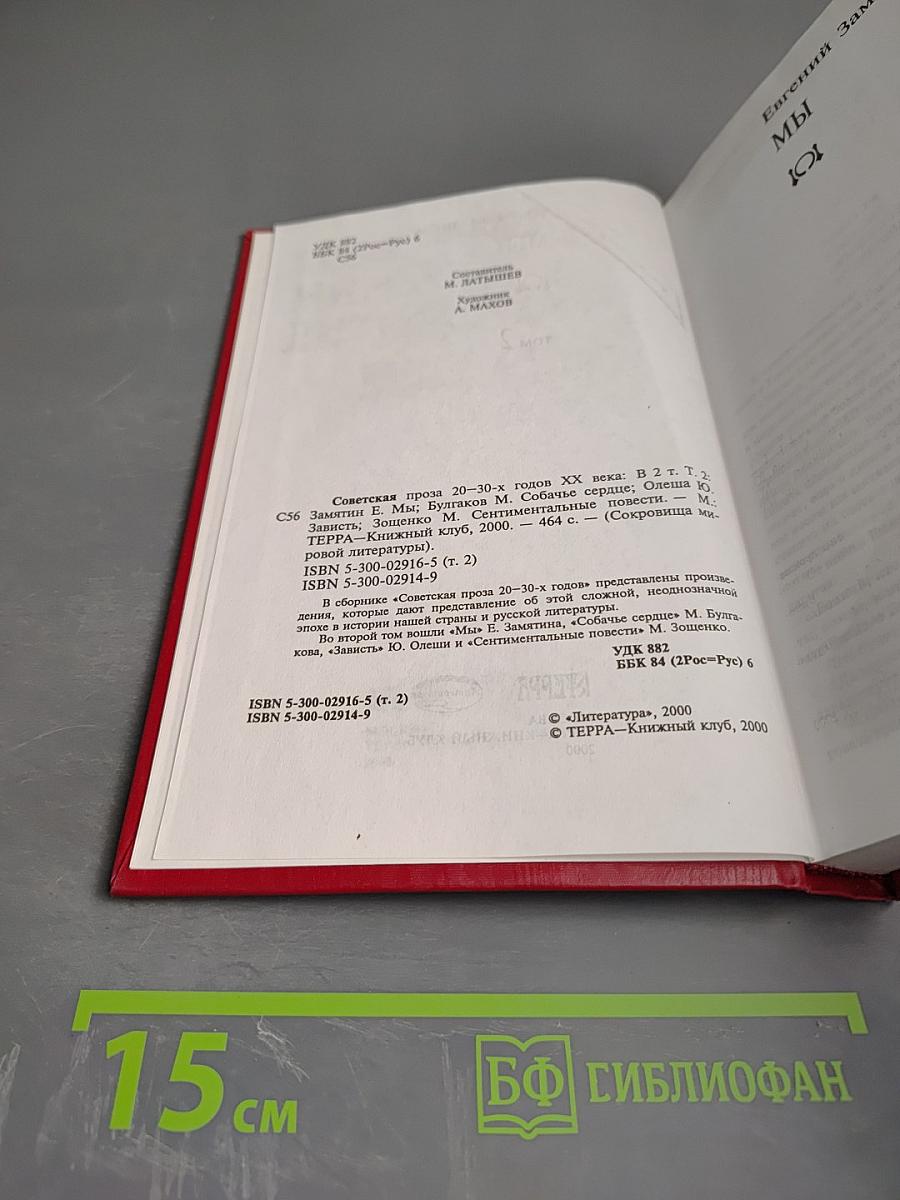 УДК 882
ББК 84 (2Рос=Рус) 6
С56
Составитель
М. ЛАТЫШЕВ
Художник
А. МАХОВ
Советская проза 20—30-х годов XX века: В 2 т. Т. 2:
С56 Замятин Е. Мы; Булгаков М. Собачье сердце; Олеша Ю.
Зависть; Зощенко М. Сентиментальные повести. — М.:
ТЕРРА—Книжный клуб, 2000. — 464 с. — (Сокровища ми-
ровой литературы).
ISBN 5-300-02916-5 (т. 2)
ISBN 5-300-02914-9
В сборнике «Советская проза 20—30-х годов» представлены произве-
дения, которые дают представление об этой сложной, неоднозначной
эпохе в истории нашей страны и русской литературы.
Во второй том вошли «Мы» Е. Замятина, «Собачье сердце» М. Булга-
кова, «Зависть» Ю. Олеши и «Сентиментальные повести» М. Зощенко.
УДК 882
ББК 84 (2Рос=Рус) 6
ISBN 5-300-02916-5 (т. 2)
ISBN 5-300-02914-9
© «Литература», 2000
© ТЕРРА—Книжный клуб, 2000
Евгений Зам
МЫ
15 см
БФ СИБЛИОФАН